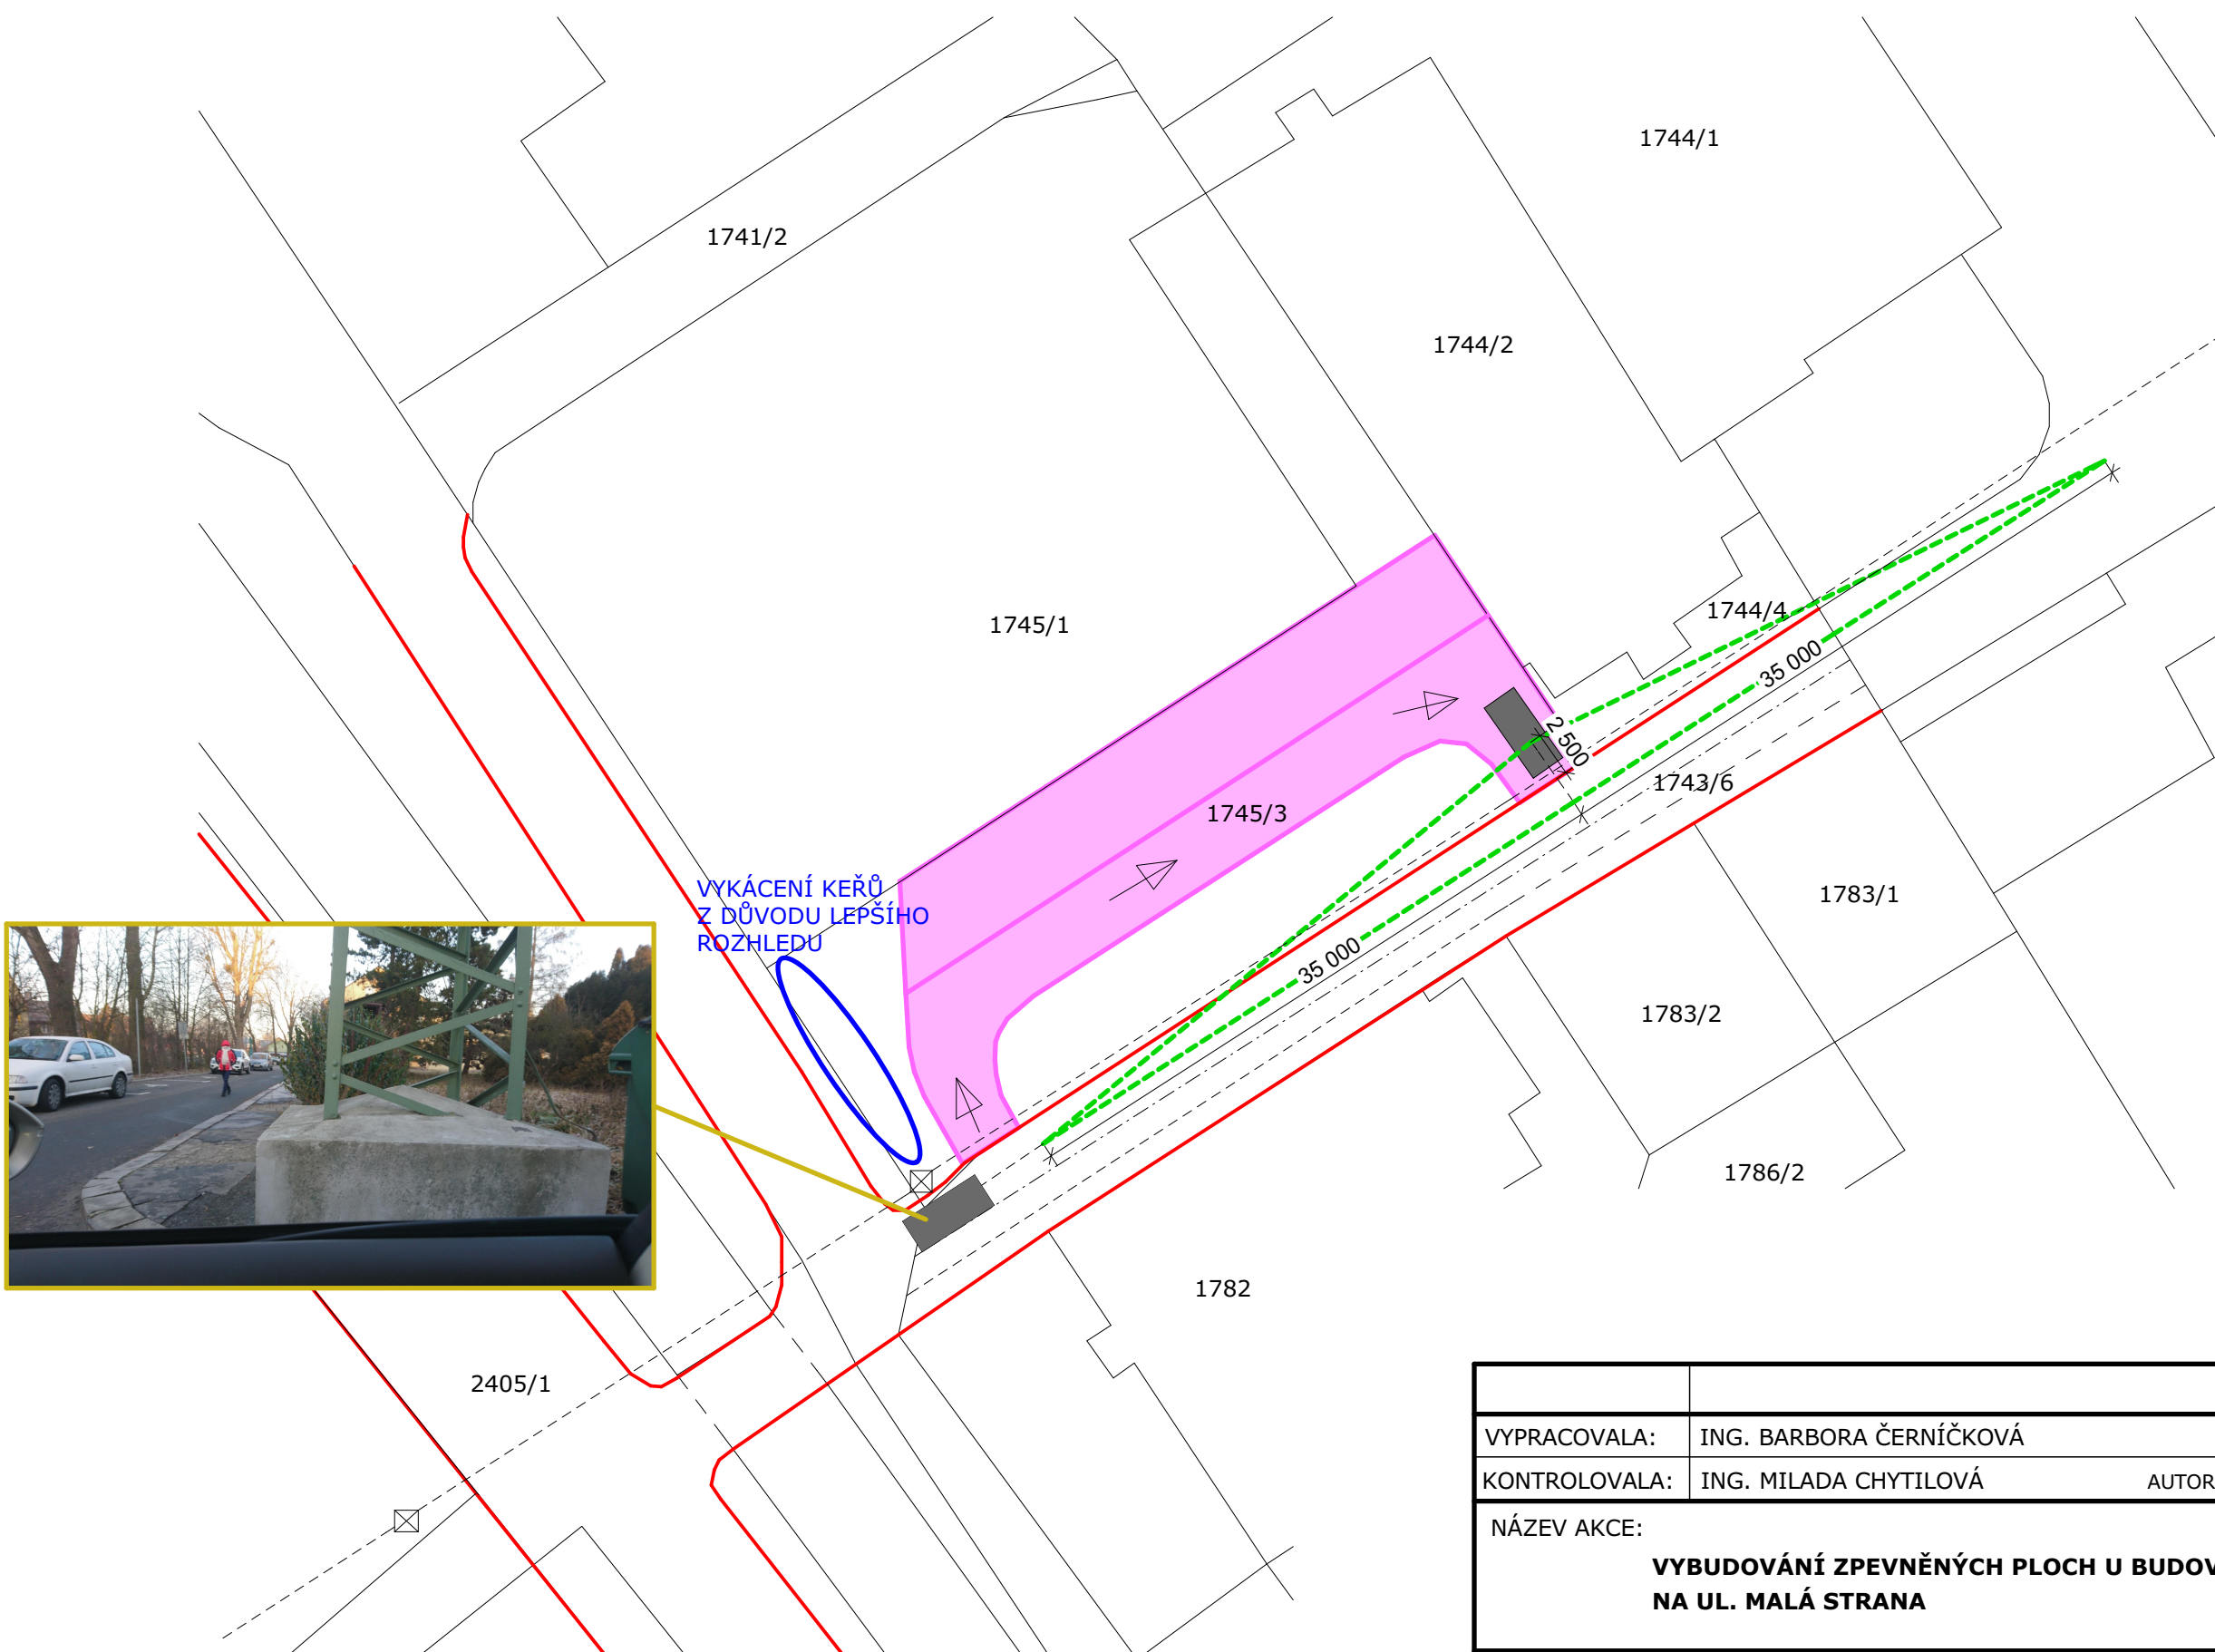 1744/1
1741/2
1744/2
1745/1
1744/4
35 000
2 500
1743/6
1745/3
VYKÁCENÍ KEŘŮ
Z DŮVODU LEPŠÍHO
ROZHLEDU
1783/1
35 000
1783/2
1786/2
1782
2405/1
VYPRACOVALA: ING. BARBORA ČERNÍČKOVÁ
KONTROLOVALA: ING. MILADA CHYTILOVÁ AUTOR
NÁZEV AKCE:
VYBUDOVÁNÍ ZPEVNĚNÝCH PLOCH U BUDOV
NA UL. MALÁ STRANA